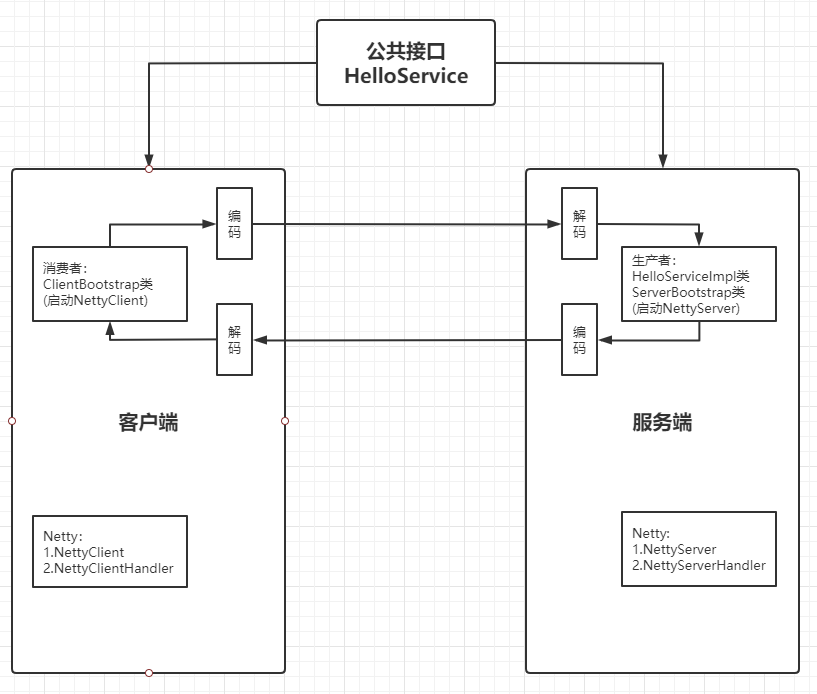 公共接口
HelloService
编
码
解
码
消费者：
ClientBootstrap类
(启动NettyClient)
生产者：
HelloServiceImpl类
ServerBootstrap类
(启动NettyServer)
解
码
编
码
客户端
服务端
Netty：
1.NettyClient
2.NettyClientHandler
Netty:
1.NettyServer
2.NettyServerHandler